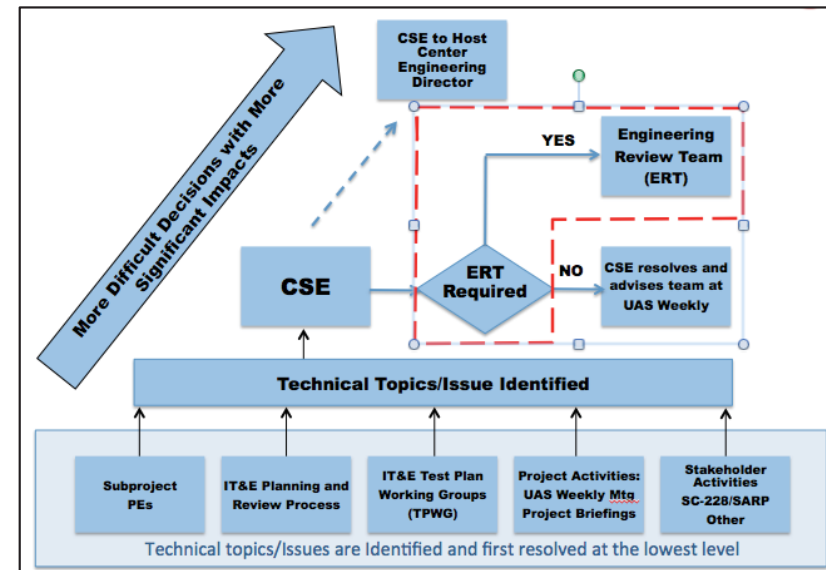 CSE to Host
Center
Engineering
Director
More Difficult Decisions with More
Significant Impacts
YES
Engineering
Review Team
(ERT)
CSE
ERT
Required
NO
CSE resolves and
advises team at
UAS Weekly
Technical Topics/Issue Identified
Subproject
PEs
IT&E Planning and
Review Process
IT&E Test Plan
Working Groups
(TPWG)
Project Activities:
UAS Weekly Mtg
Project Briefings
Stakeholder
Activities
SC-228/SARP
Other
Technical topics/Issues are Identified and first resolved at the lowest level